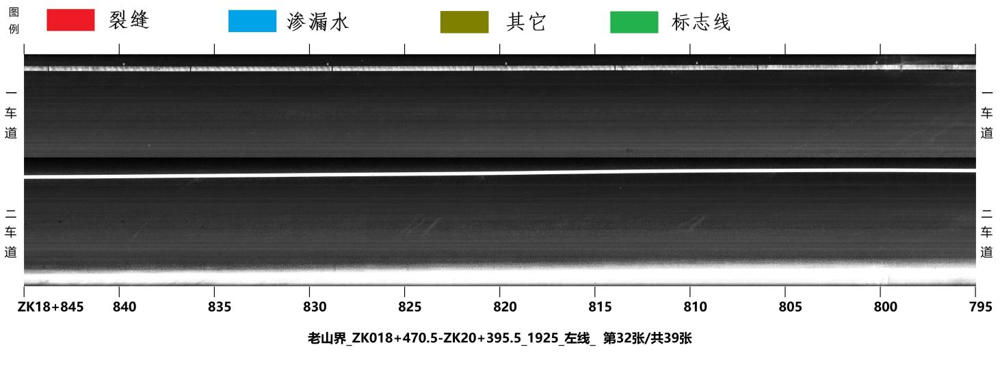 图例 裂缝 渗漏水 其它 标志线
一车道 一车道
二车道 二车道
ZK18+845 840 835 830 825 820 815 810 805 800 795
老山界_ZK018+470.5-ZK20+395.5_1925_左线_ 第32张/共39张